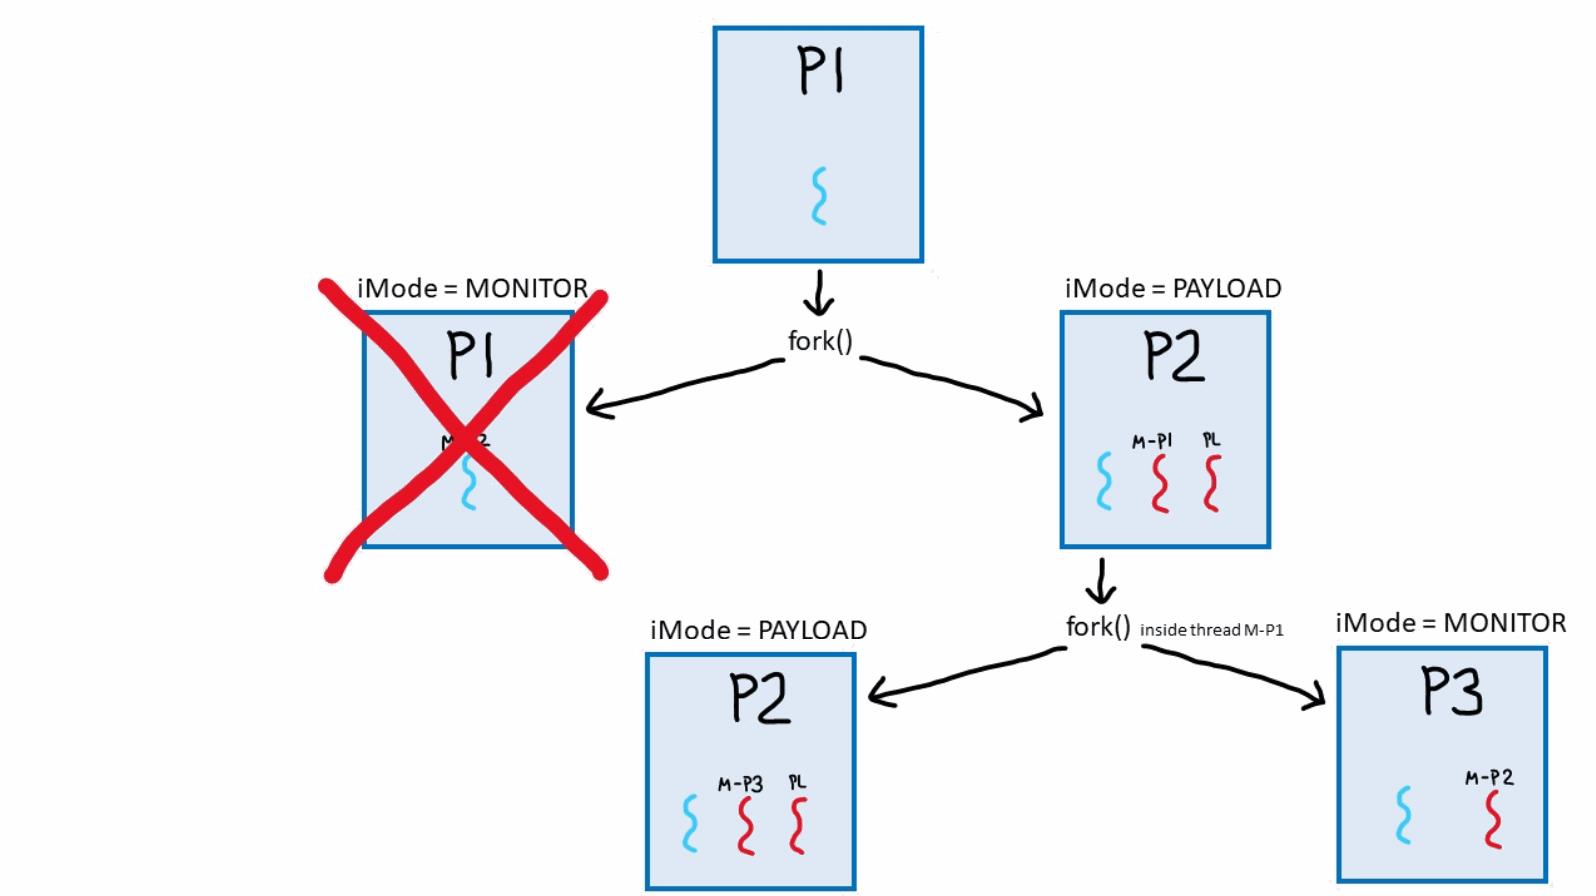 P1
fork()
iMode = MONITOR
P1
iMode = PAYLOAD
P2
M-P1 PL
fork() inside thread M-P1
iMode = PAYLOAD
P2
M-P3 PL
iMode = MONITOR
P3
M-P2